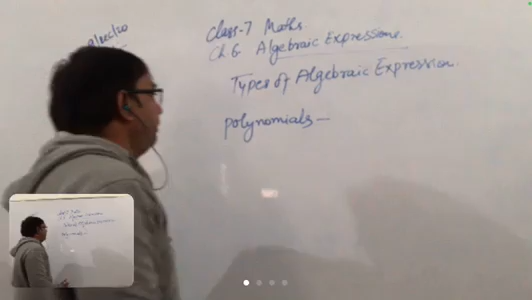 Class-7 Maths
Ch 6 Algebraic Expressions.
Types of Algebraic Expression.
polynomials —